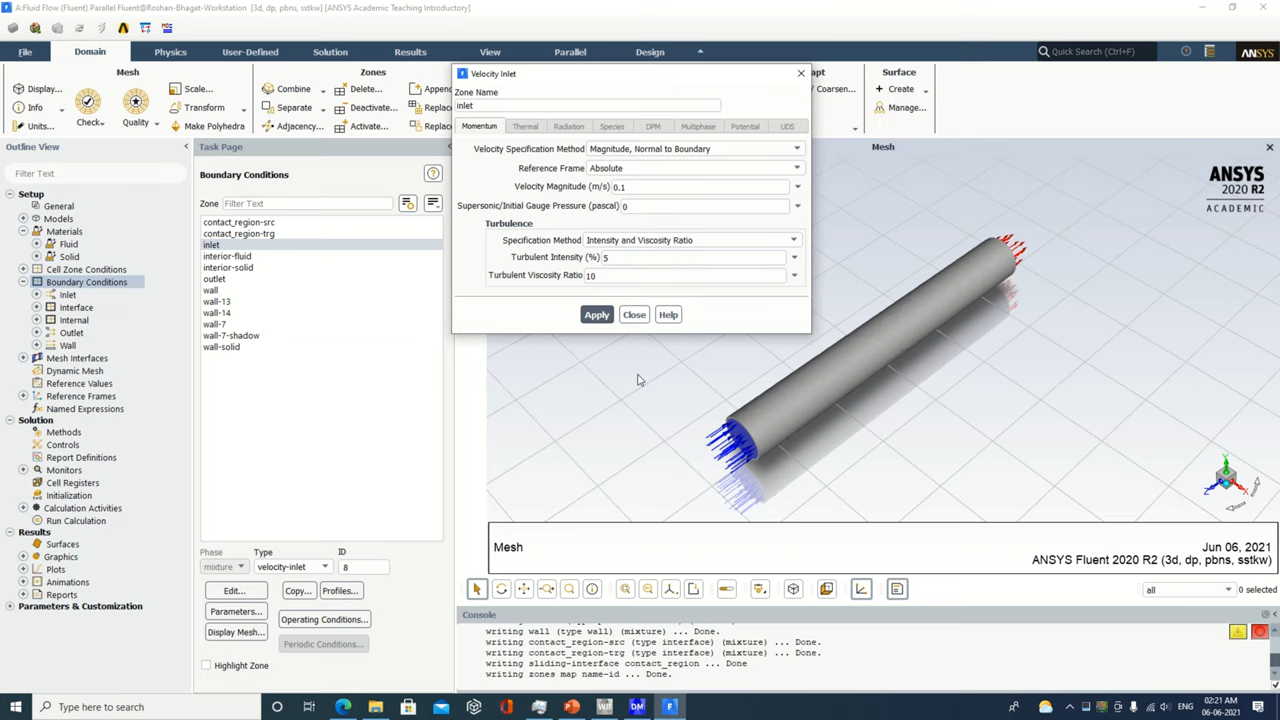 A:Fluid Flow (Fluent) Parallel Fluent@Roshan-Bhagat-Workstation [3d, dp, pbns, sstkw] [ANSYS Academic Teaching Introductory]
File Domain Physics User-Defined Solution Results View Parallel Design
Quick Search (Ctrl+F)
ANSYS
Mesh
Display...
Info
Units...
Check
Quality
Scale...
Transform
Make Polyhedra
Zones
Combine
Separate
Adjacency...
Delete...
Deactivate...
Activate...
Append
Replace
Replace
apt
/ Coarsen...
Surface
Create
Manage...
Outline View
Filter Text
Setup
General
Models
Materials
Fluid
Solid
Cell Zone Conditions
Boundary Conditions
Inlet
Interface
Internal
Outlet
Wall
Mesh Interfaces
Dynamic Mesh
Reference Values
Reference Frames
Named Expressions
Solution
Methods
Controls
Report Definitions
Monitors
Cell Registers
Initialization
Calculation Activities
Run Calculation
Results
Surfaces
Graphics
Plots
Animations
Reports
Parameters & Customization
Task Page
Boundary Conditions
Zone Filter Text
contact_region-src
contact_region-trg
inlet
interior-fluid
interior-solid
outlet
wall
wall-13
wall-14
wall-7
wall-7-shadow
wall-solid
Phase Type ID
mixture velocity-inlet 8
Edit... Copy... Profiles...
Parameters... Operating Conditions...
Display Mesh... Periodic Conditions...
Highlight Zone
Velocity Inlet
Zone Name
inlet
Momentum Thermal Radiation Species DPM Multiphase Potential UDS
Velocity Specification Method Magnitude, Normal to Boundary
Reference Frame Absolute
Velocity Magnitude (m/s) 0.1
Supersonic/Initial Gauge Pressure (pascal) 0
Turbulence
Specification Method Intensity and Viscosity Ratio
Turbulent Intensity (%) 5
Turbulent Viscosity Ratio 10
Apply Close Help
Mesh
ANSYS
2020 R2
ACADEMIC
Y
Z X
Mesh
Jun 06, 2021
ANSYS Fluent 2020 R2 (3d, dp, pbns, sstkw)
all 0 selected
Console
writing wall (type wall) (mixture) ... Done.
writing contact_region-src (type interface) (mixture) ... Done.
writing contact_region-trg (type interface) (mixture) ... Done.
writing sliding-interface contact_region ... Done
writing zones map name-id ... Done.
Type here to search
ENG
02:21 AM
06-06-2021